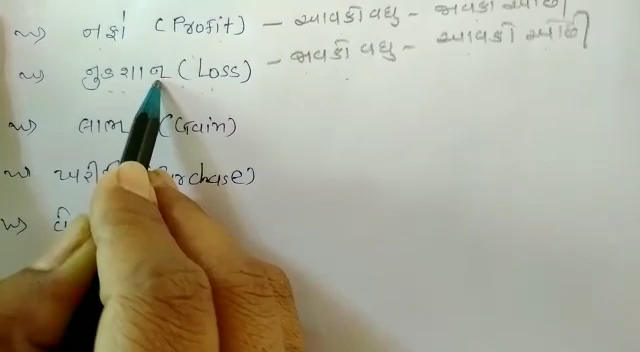 નફો (Profit) – આવકો વધુ – જાવકો ઓછી
નુકશાન (Loss) – જાવકો વધુ – આવકો ઓછી
લાભ (Gain)